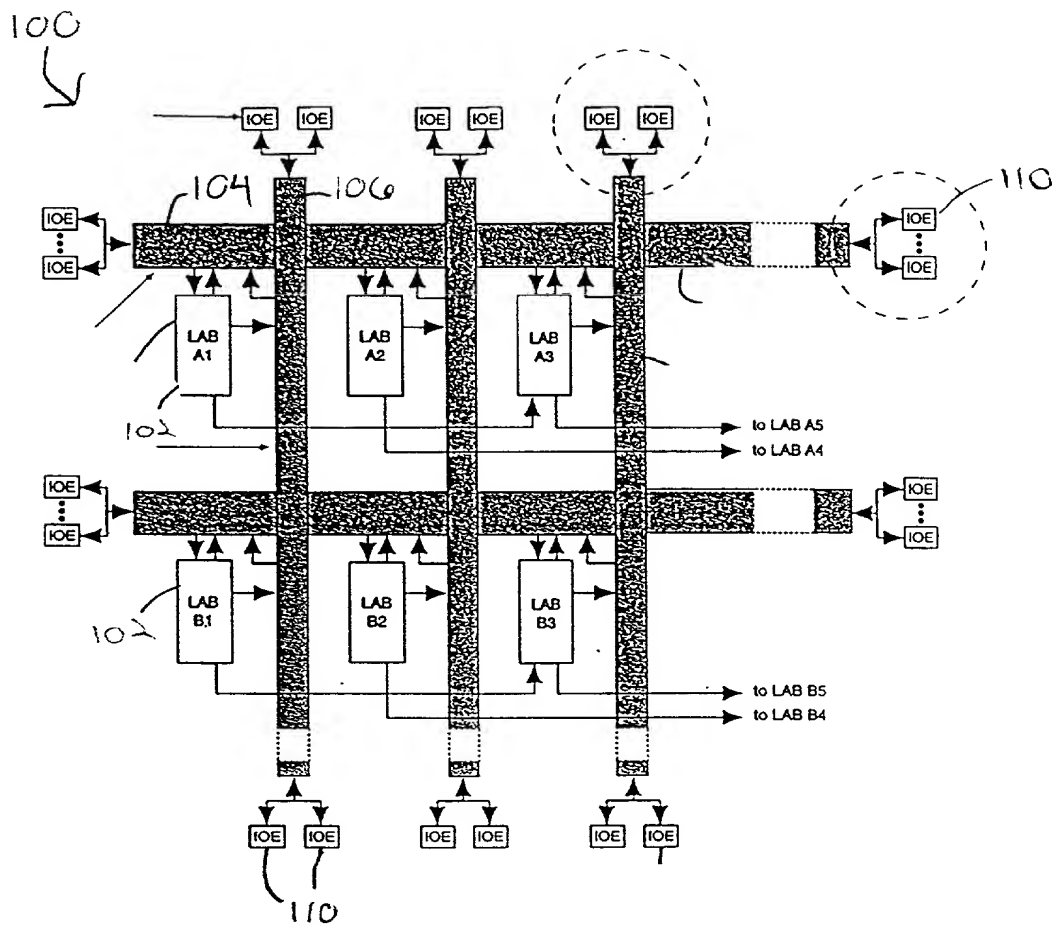 100
IOE IOE IOE IOE IOE IOE
104 106 110
IOE IOE
IOE IOE
LAB A1 LAB A2 LAB A3
102
to LAB A5
to LAB A4
IOE IOE
IOE IOE
LAB B1 LAB B2 LAB B3
102
to LAB B5
to LAB B4
IOE IOE IOE IOE IOE IOE
110